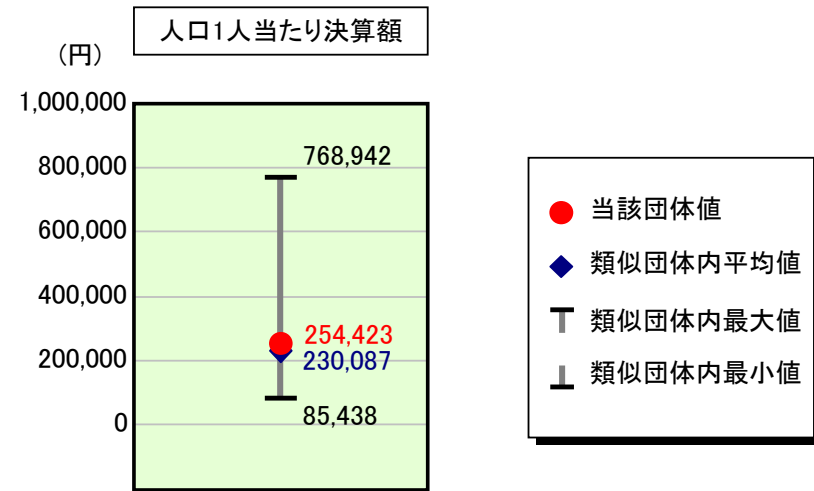 人口1人当たり決算額
(円)
1,000,000
800,000
600,000
400,000
200,000
0
768,942
254,423
230,087
85,438
当該団体値
類似団体内平均値
類似団体内最大値
類似団体内最小値